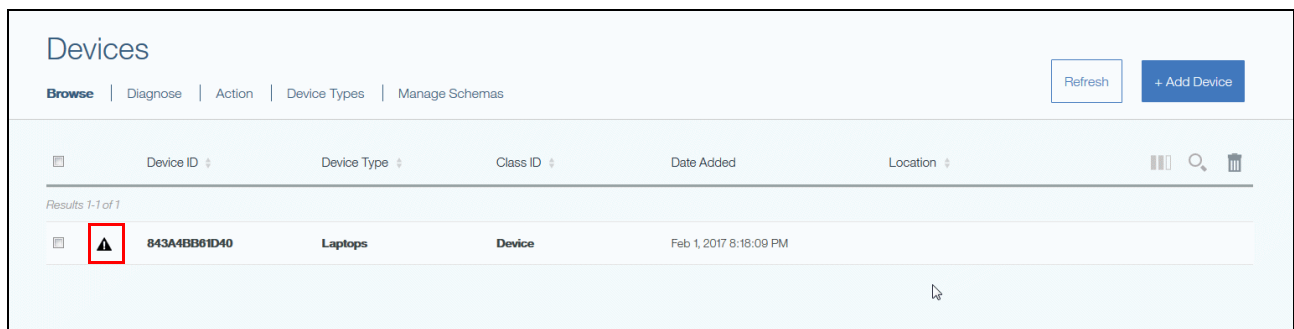 Devices
Refresh
+ Add Device
Browse | Diagnose | Action | Device Types | Manage Schemas
Device ID Device Type Class ID Date Added Location
Results 1-1 of 1
843A4BB61D40 Laptops Device Feb 1, 2017 8:18:09 PM